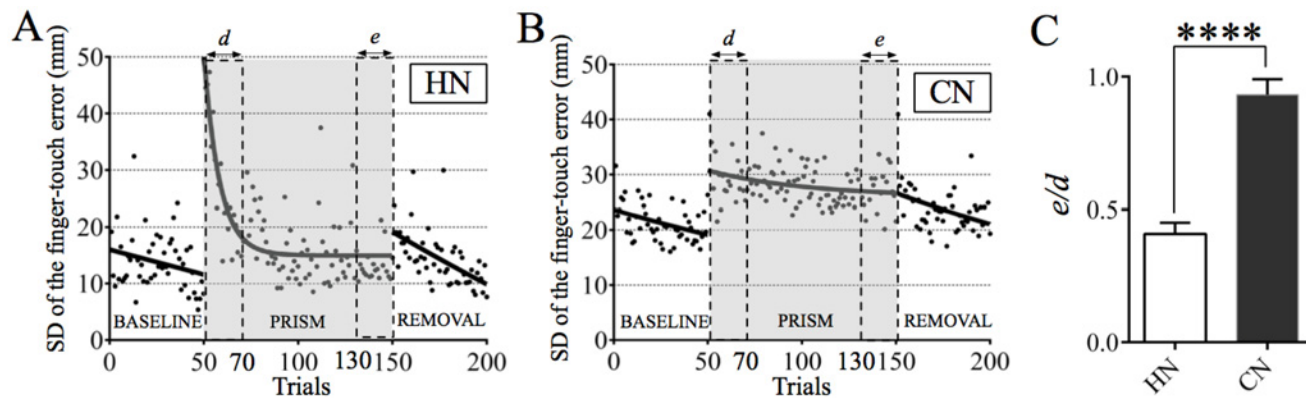 A
SD of the finger-touch error (mm)
50
40
30
20
10
0
d
e
HN
BASELINE
PRISM
REMOVAL
0
50
70
100
130
150
200
Trials
B
SD of the finger-touch error (mm)
50
40
30
20
10
0
d
e
CN
BASELINE
PRISM
REMOVAL
0
50
70
100
130
150
200
Trials
C
****
e/d
1.0
0.5
0.0
HN
CN